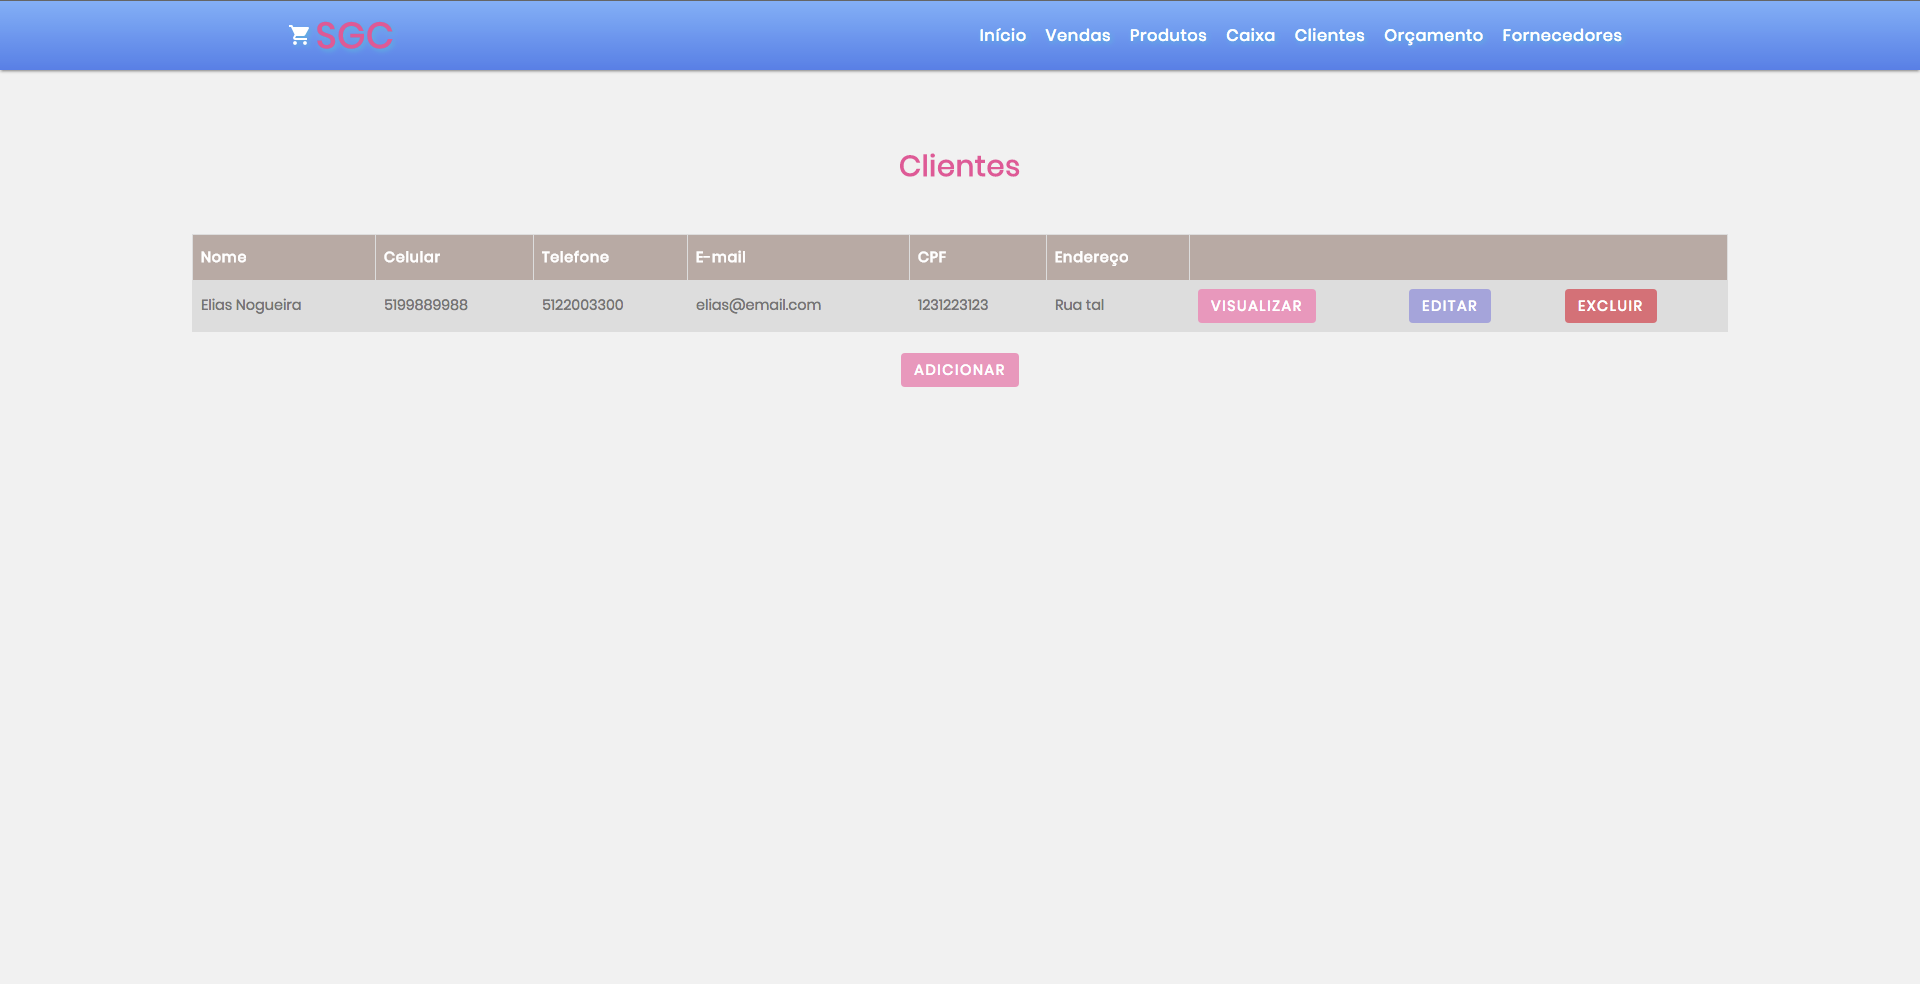 SGC Início Vendas Produtos Caixa Clientes Orçamento Fornecedores
Clientes
Nome Celular Telefone E-mail CPF Endereço
Elias Nogueira 5199889988 5122003300 elias@email.com 1231223123 Rua tal VISUALIZAR EDITAR EXCLUIR
ADICIONAR